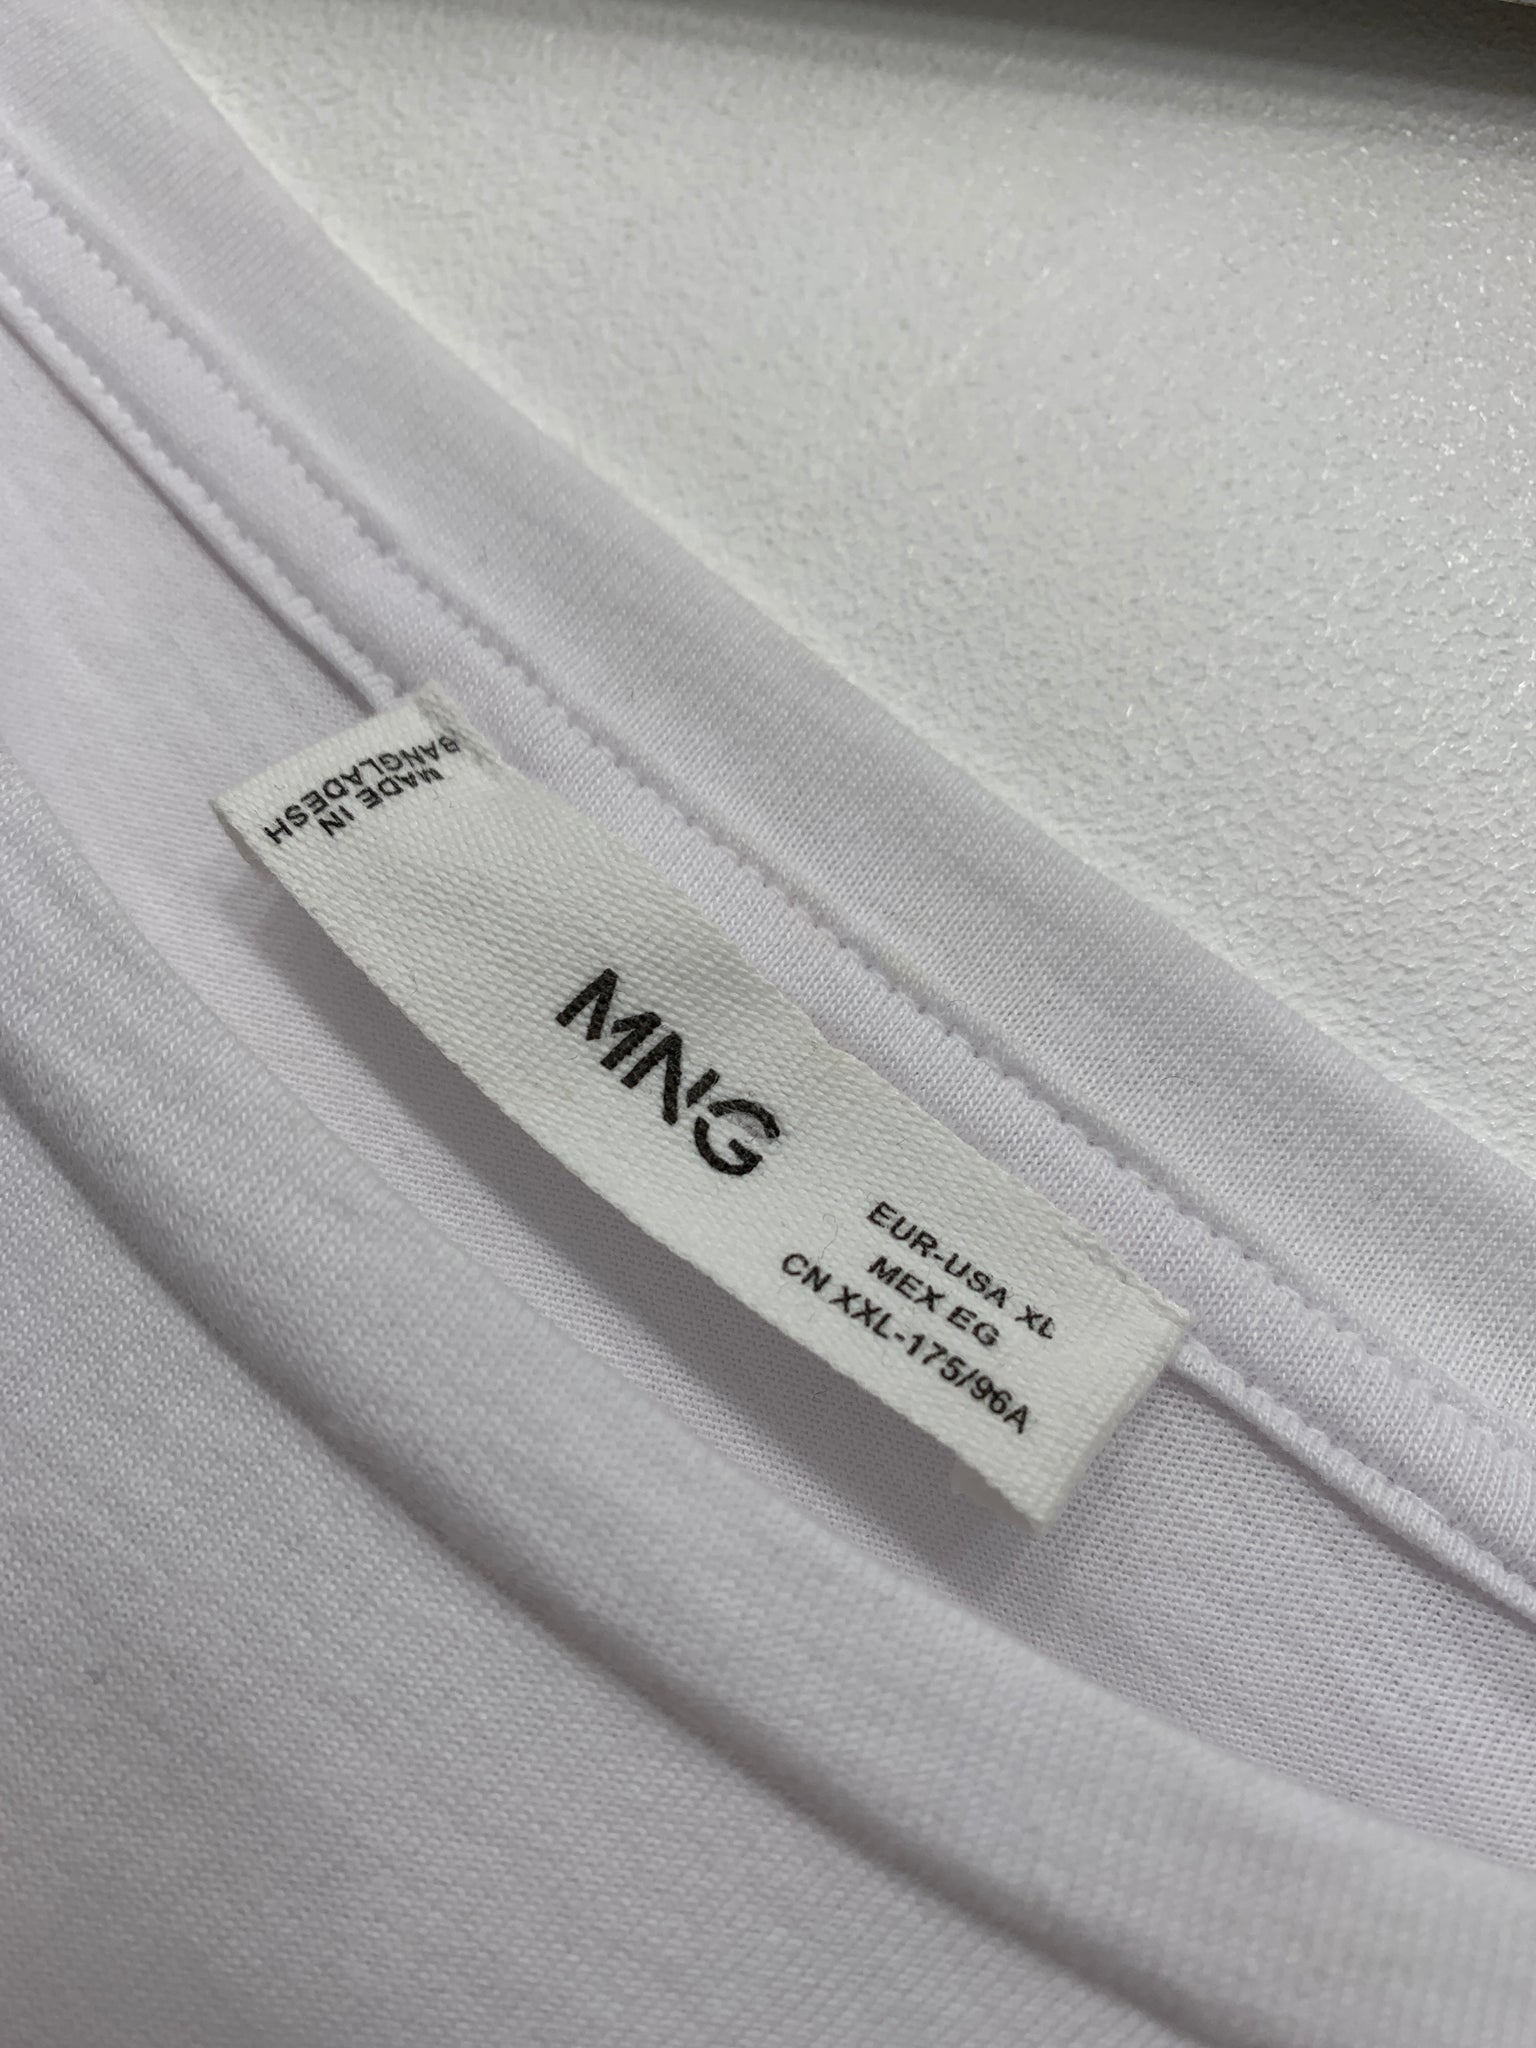 MADE IN
BANGLADESH
MNG
EUR-USA XL
MEX EG
CN XXL-175/96A